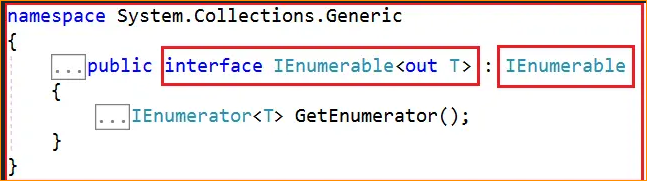 namespace System.Collections.Generic
{
...public interface IEnumerable<out T> : IEnumerable
{
...IEnumerator<T> GetEnumerator();
}
}